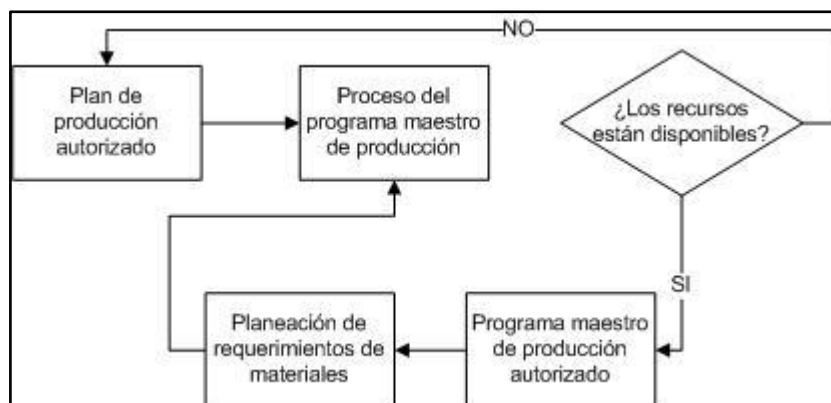 NO
Plan de
producción
autorizado
Proceso del
programa maestro
de producción
¿Los recursos
están disponibles?
SI
Planeación de
requerimientos de
materiales
Programa maestro
de producción
autorizado